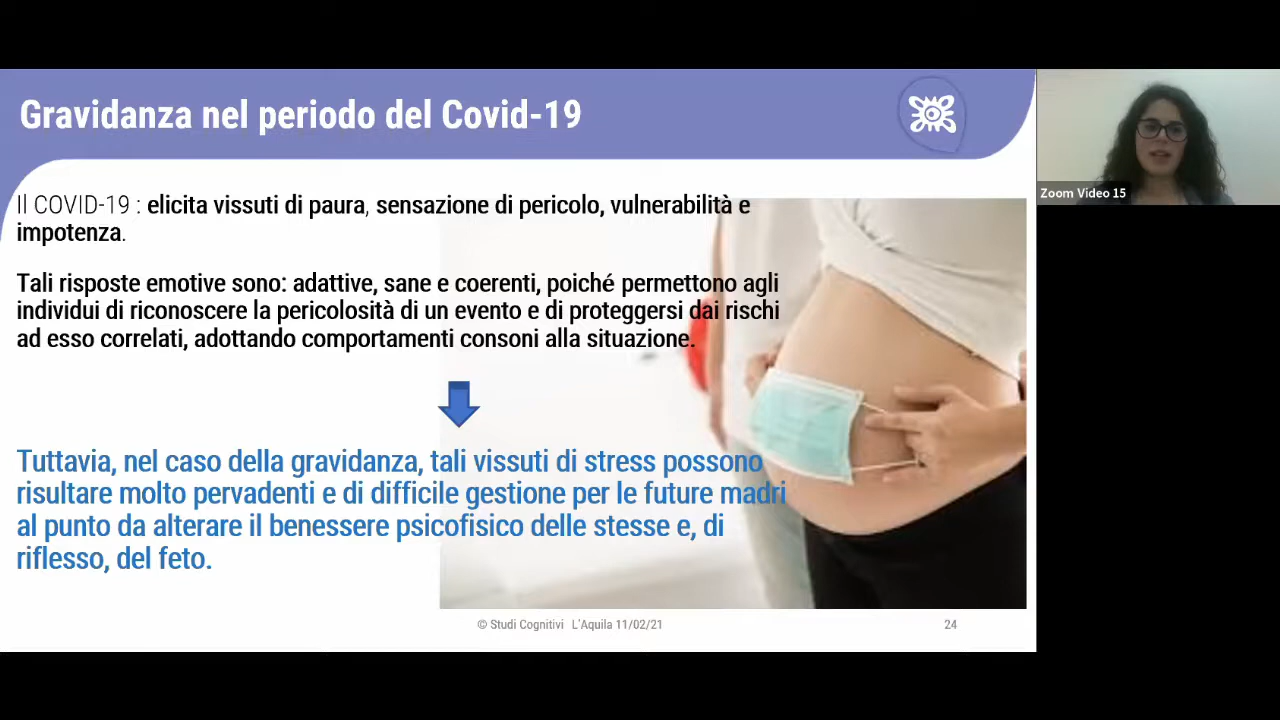 Gravidanza nel periodo del Covid-19
Zoom Video 15
Il COVID-19 : elicita vissuti di paura, sensazione di pericolo, vulnerabilità e
impotenza.
Tali risposte emotive sono: adattive, sane e coerenti, poiché permettono agli
individui di riconoscere la pericolosità di un evento e di proteggersi dai rischi
ad esso correlati, adottando comportamenti consoni alla situazione.
Tuttavia, nel caso della gravidanza, tali vissuti di stress possono
risultare molto pervadenti e di difficile gestione per le future madri
al punto da alterare il benessere psicofisico delle stesse e, di
riflesso, del feto.
© Studi Cognitivi L'Aquila 11/02/21
24